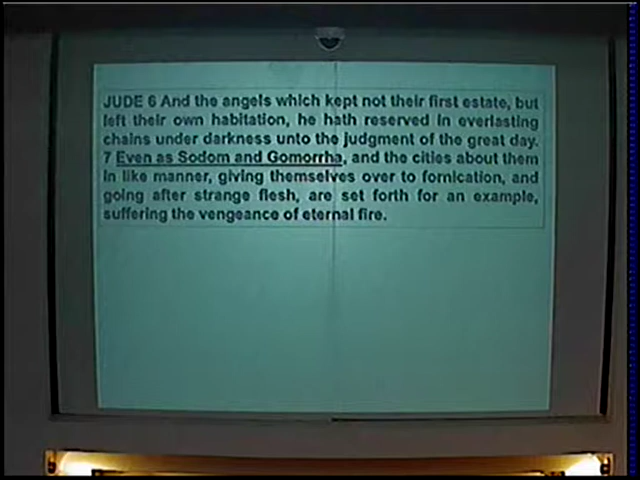 JUDE 6 And the angels which kept not their first estate, but
left their own habitation, he hath reserved in everlasting
chains under darkness unto the judgment of the great day.
7 Even as Sodom and Gomorrha, and the cities about them
in like manner, giving themselves over to fornication, and
going after strange flesh, are set forth for an example,
suffering the vengeance of eternal fire.